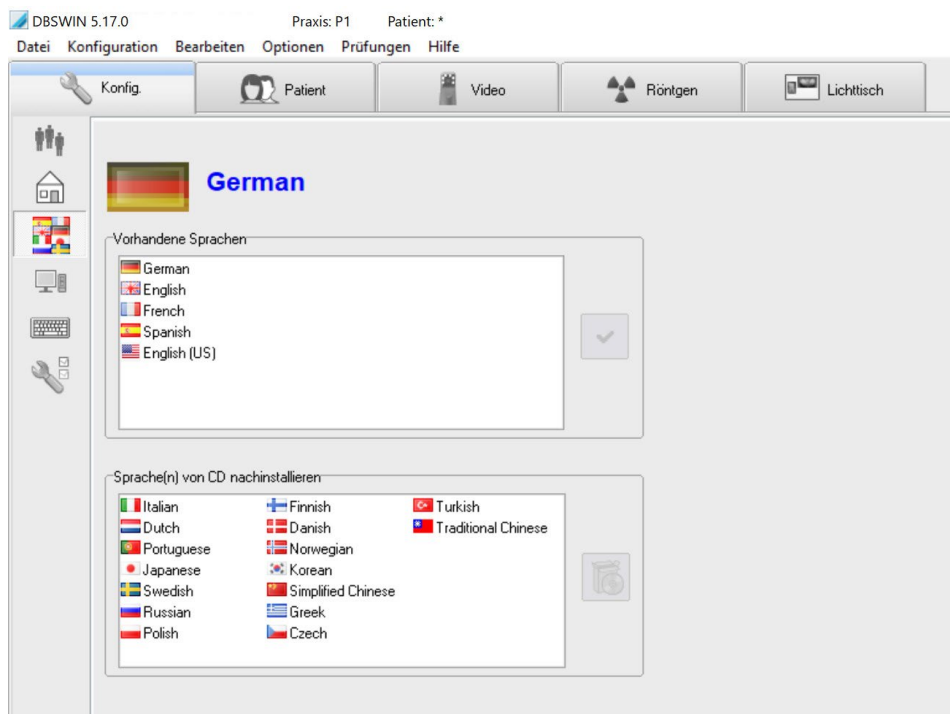 DBSWIN 5.17.0 Praxis: P1 Patient: *
Datei Konfiguration Bearbeiten Optionen Prüfungen Hilfe
Konfig. Patient Video Röntgen Lichttisch
German
Vorhandene Sprachen
German
English
French
Spanish
English (US)
Sprache(n) von CD nachinstallieren
Italian Finnish Turkish
Dutch Danish Traditional Chinese
Portuguese Norwegian
Japanese Korean
Swedish Simplified Chinese
Russian Greek
Polish Czech